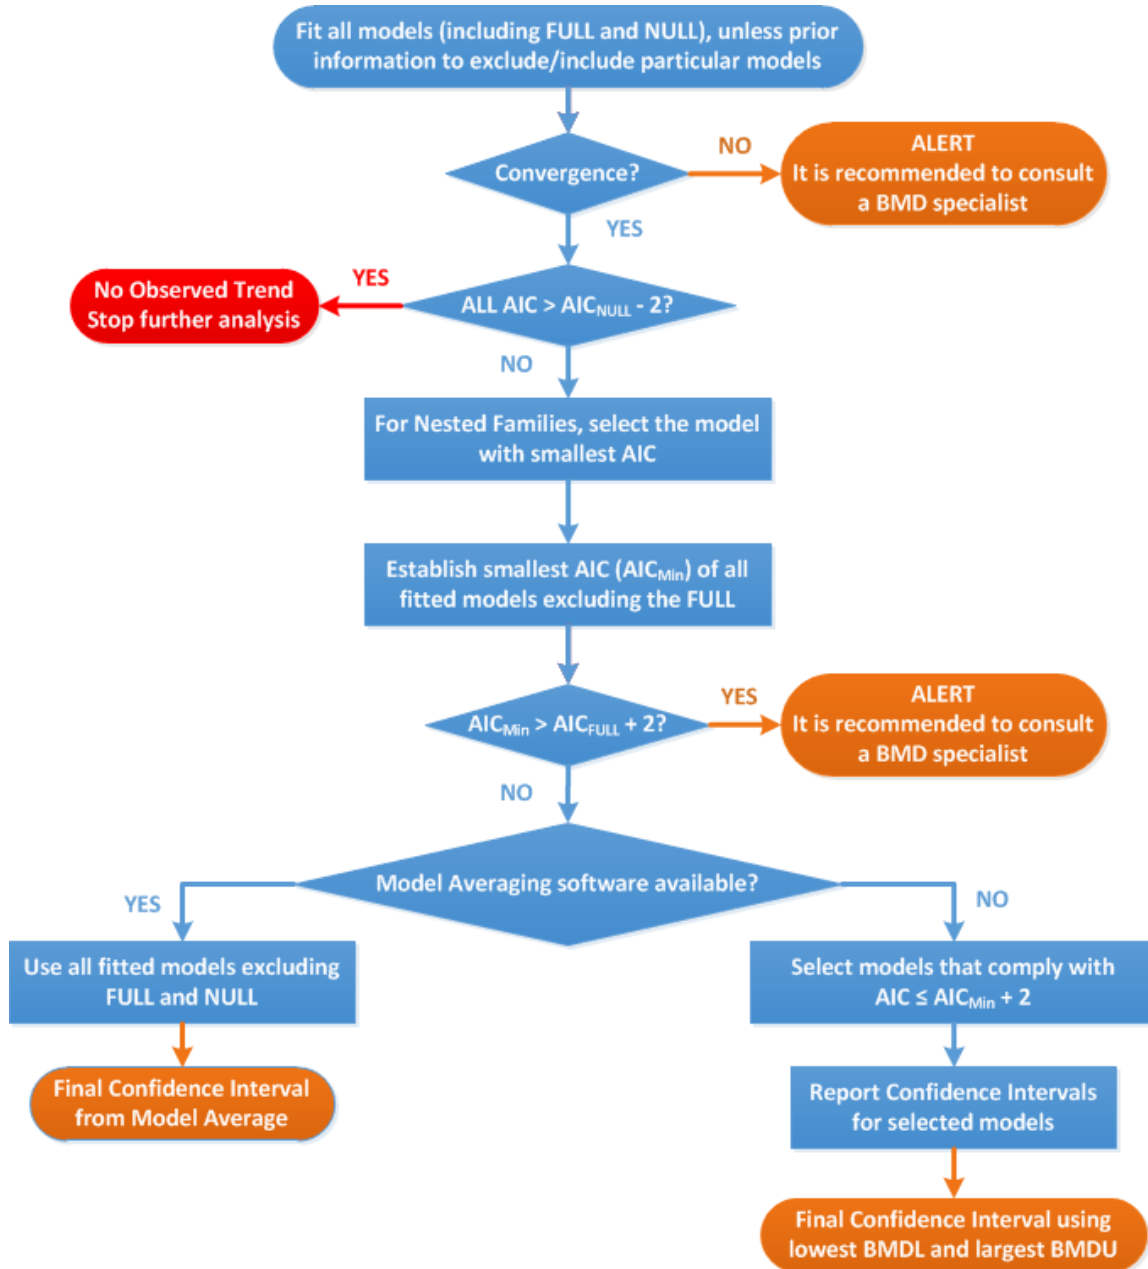 Fit all models (including FULL and NULL), unless prior
information to exclude/include particular models
Convergence?
NO
ALERT
It is recommended to consult
a BMD specialist
YES
ALL AIC > AICNULL - 2?
YES
No Observed Trend
Stop further analysis
NO
For Nested Families, select the model
with smallest AIC
Establish smallest AIC (AICMin) of all
fitted models excluding the FULL
AICMin > AICFULL + 2?
YES
ALERT
It is recommended to consult
a BMD specialist
NO
Model Averaging software available?
YES
NO
Use all fitted models excluding
FULL and NULL
Final Confidence Interval
from Model Average
Select models that comply with
AIC ≤ AICMin + 2
Report Confidence Intervals
for selected models
Final Confidence Interval using
lowest BMDL and largest BMDU